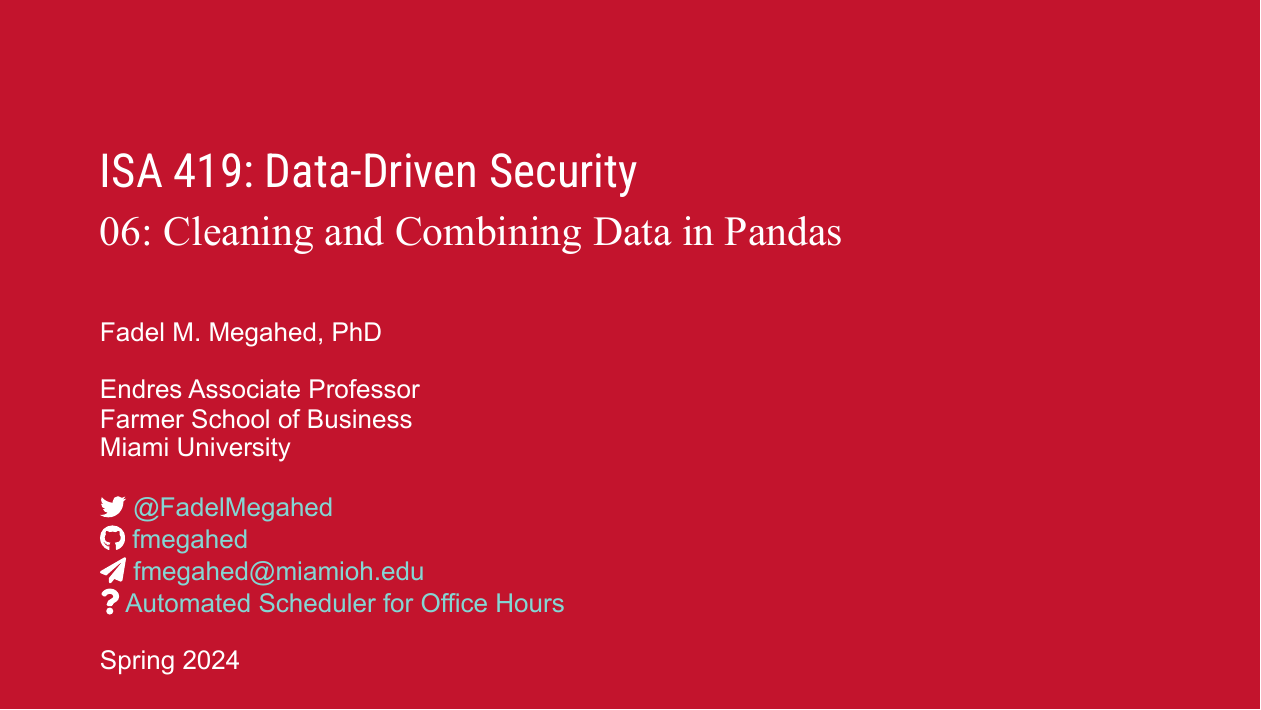 ISA 419: Data-Driven Security
06: Cleaning and Combining Data in Pandas
Fadel M. Megahed, PhD
Endres Associate Professor
Farmer School of Business
Miami University
@FadelMegahed
fmegahed
fmegahed@miamioh.edu
? Automated Scheduler for Office Hours
Spring 2024